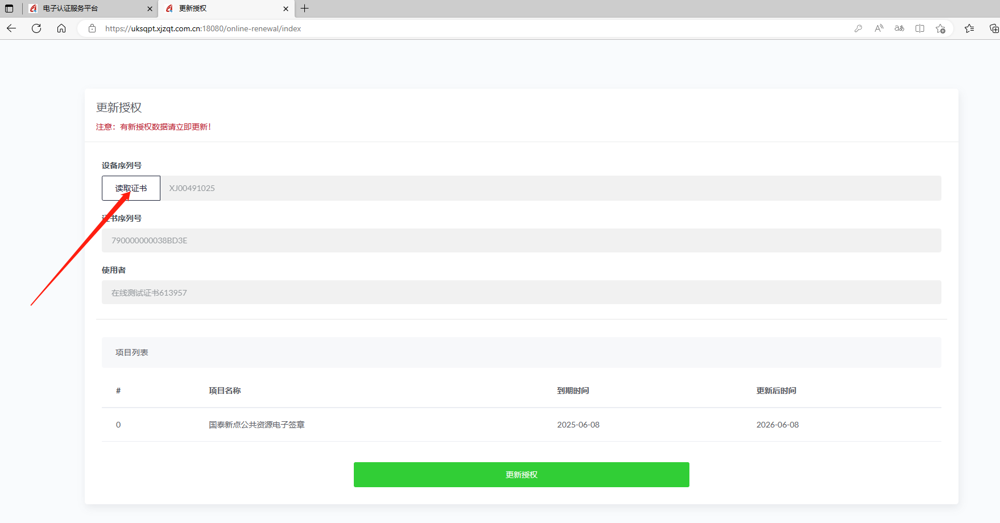 电子认证服务平台
更新授权
https://uksqpt.xjzqt.com.cn:18080/online-renewal/index
更新授权
注意：有新授权数据请立即更新！
设备序列号
读取证书 XJ00491025
证书序列号
790000000038BD3E
使用者
在线测试证书613957
项目列表
# 项目名称 到期时间 更新后时间
0 国泰新点公共资源电子签章 2025-06-08 2026-06-08
更新授权